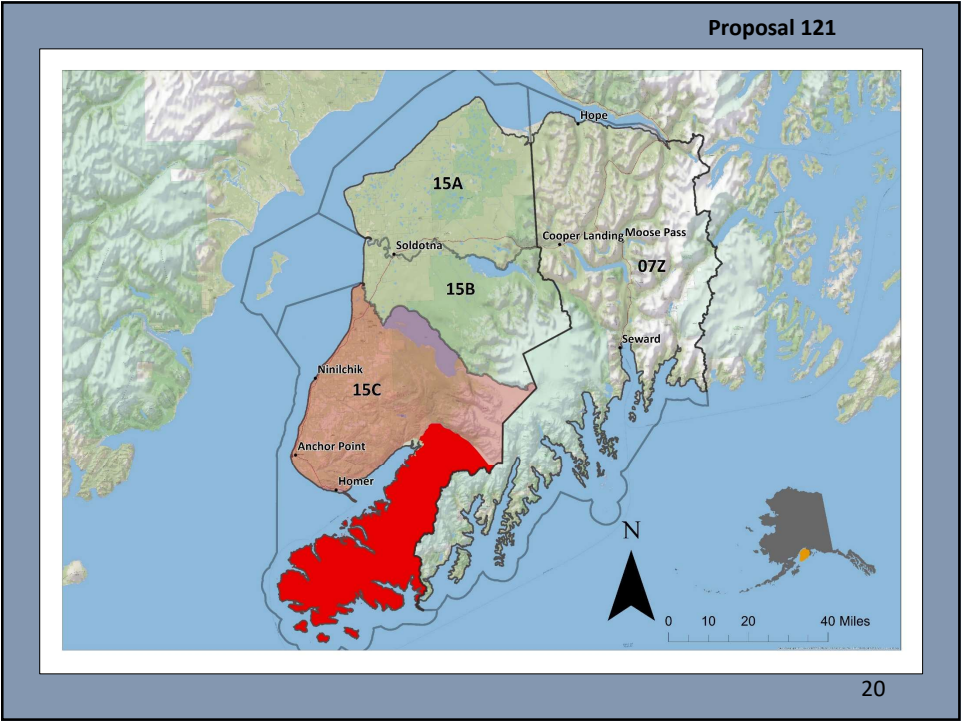 Proposal 121
Hope
15A
Cooper Landing Moose Pass
Soldotna
07Z
15B
Seward
Ninilchik
15C
Anchor Point
Homer
N
0 10 20 40 Miles
20